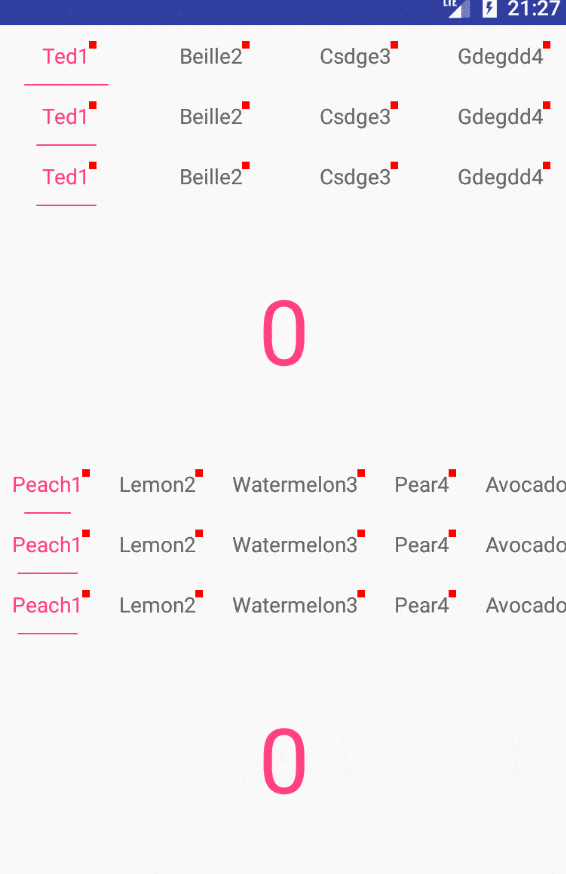 LTE 21:27
Ted1 Beille2 Csdge3 Gdegdd4
Ted1 Beille2 Csdge3 Gdegdd4
Ted1 Beille2 Csdge3 Gdegdd4
0
Peach1 Lemon2 Watermelon3 Pear4 Avocado
Peach1 Lemon2 Watermelon3 Pear4 Avocado
Peach1 Lemon2 Watermelon3 Pear4 Avocado
0